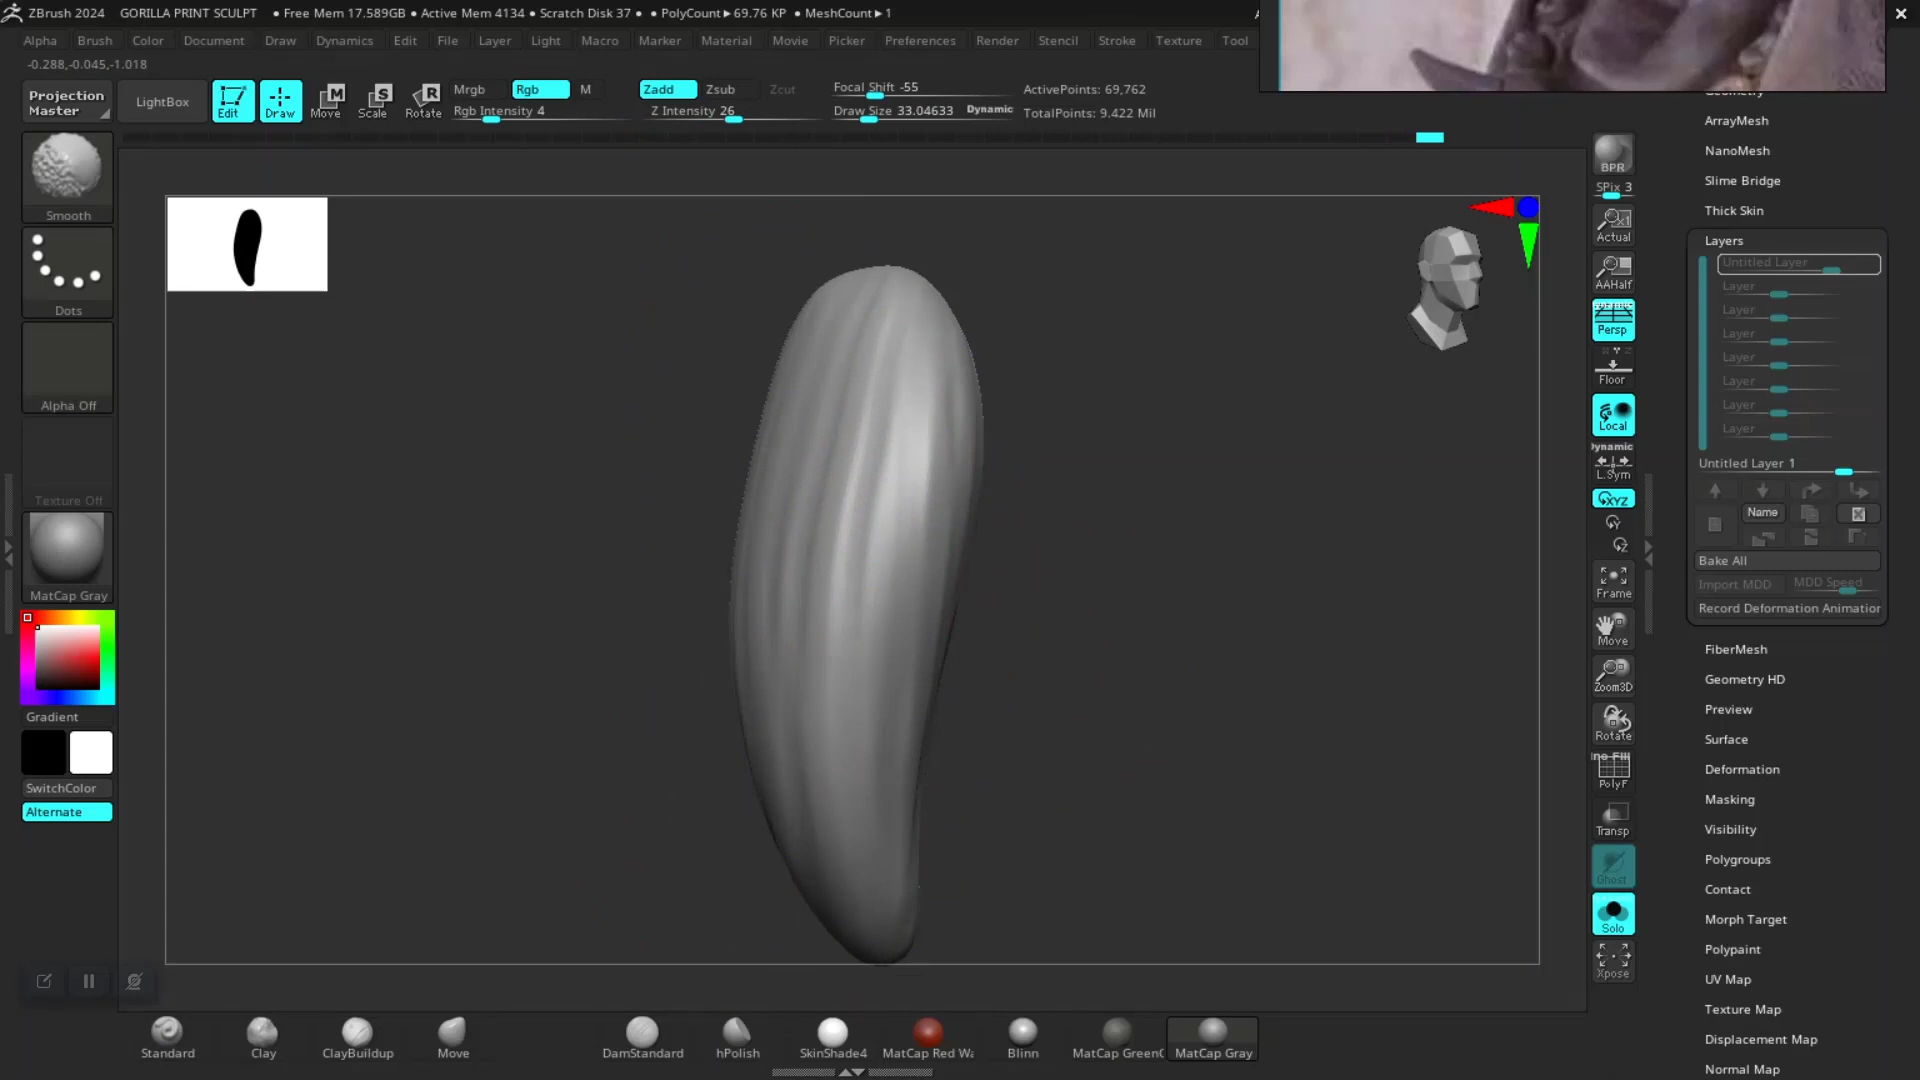 ZBrush 2024 GORILLA PRINT SCULPT • Free Mem 17.589GB • Active Mem 4134 • Scratch Disk 37 • • PolyCount▶69.76 KP • MeshCount▶1
Alpha Brush Color Document Draw Dynamics Edit File Layer Light Macro Marker Material Movie Picker Preferences Render Stencil Stroke Texture Tool
-0.288,-0.045,-1.018
Projection Master
LightBox
Edit
Draw
Move
Scale
Rotate
Mrgb Rgb M
Rgb Intensity 4
Zadd Zsub Zcut
Z Intensity 26
Focal Shift -55
Draw Size 33.04633 Dynamic
ActivePoints: 69,762
TotalPoints: 9.422 Mil
Smooth
Dots
Alpha Off
Texture Off
MatCap Gray
Gradient
SwitchColor
Alternate
BPR
SPix 3
Actual
AAHalf
Persp
Floor
Local
Dynamic
L.Sym
XYZ
Y
Z
Frame
Move
Zoom3D
Rotate
PolyF
Transp
Ghost
Solo
Xpose
Geometry
ArrayMesh
NanoMesh
Slime Bridge
Thick Skin
Layers
Untitled Layer
Layer
Layer
Layer
Layer
Layer
Layer
Layer
Untitled Layer 1
Name
Bake All
Import MDD MDD Speed
Record Deformation Animation
FiberMesh
Geometry HD
Preview
Surface
Deformation
Masking
Visibility
Polygroups
Contact
Morph Target
Polypaint
UV Map
Texture Map
Displacement Map
Normal Map
Standard Clay ClayBuildup Move DamStandard hPolish SkinShade4 MatCap Red Wa Blinn MatCap GreenC MatCap Gray